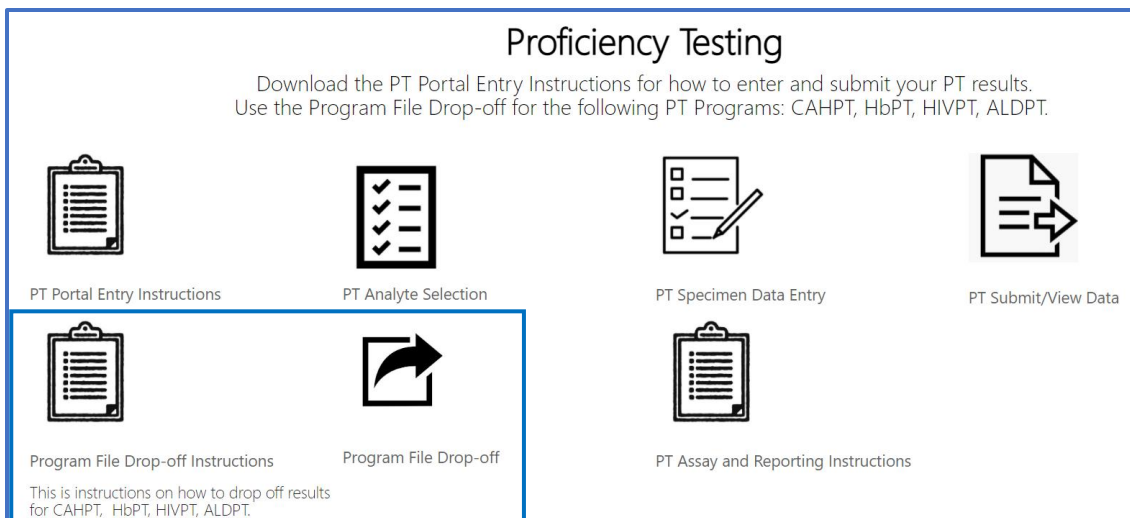 Proficiency Testing
Download the PT Portal Entry Instructions for how to enter and submit your PT results.
Use the Program File Drop-off for the following PT Programs: CAHPT, HbPT, HIVPT, ALDPT.
PT Portal Entry Instructions
PT Analyte Selection
PT Specimen Data Entry
PT Submit/View Data
Program File Drop-off Instructions
This is instructions on how to drop off results
for CAHPT, HbPT, HIVPT, ALDPT.
Program File Drop-off
PT Assay and Reporting Instructions